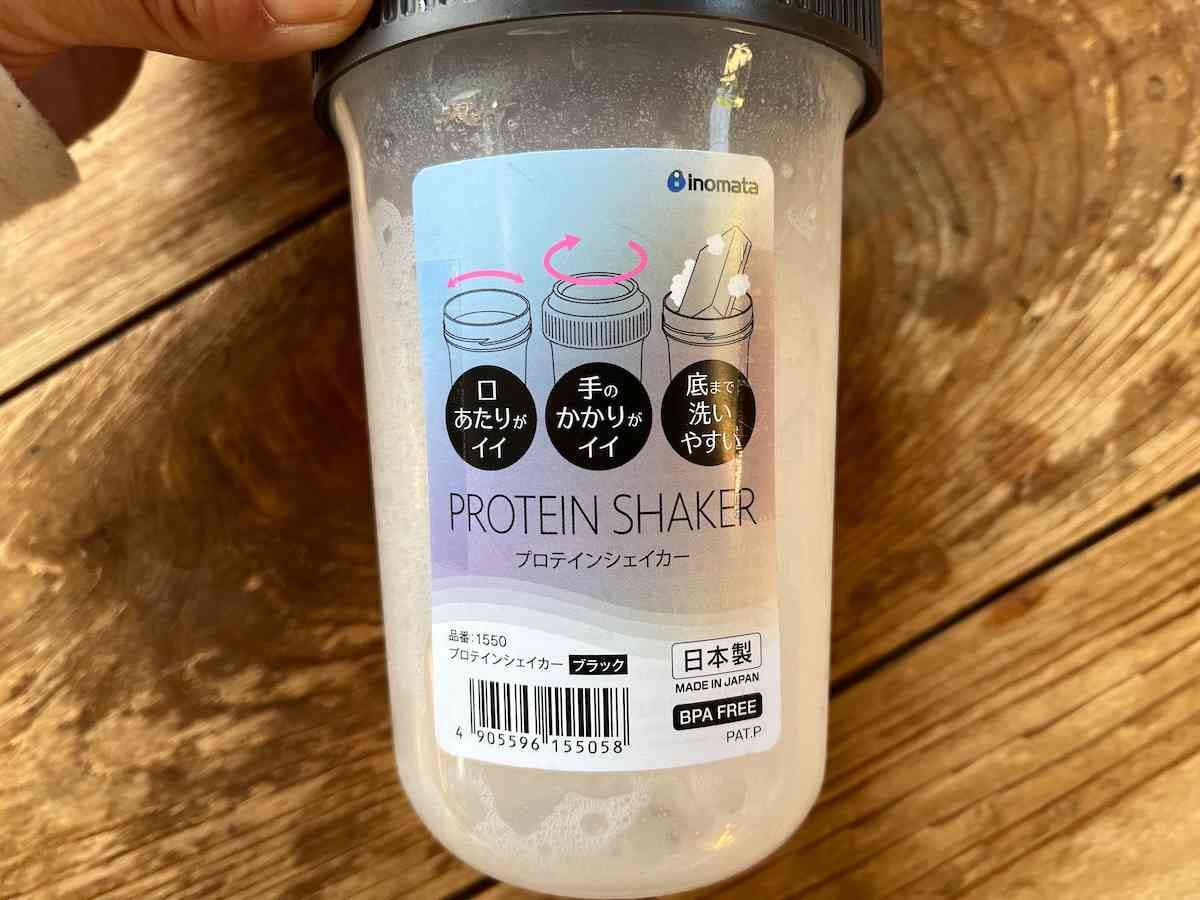 inomata
口
あたりが
イイ
手の
かかりが
イイ
底まで
洗い
やすい
PROTEIN SHAKER
プロテインシェイカー
品番:1550
プロテインシェイカー ブラック
4 905596 155058
日本製
MADE IN JAPAN
BPA FREE
PAT.P